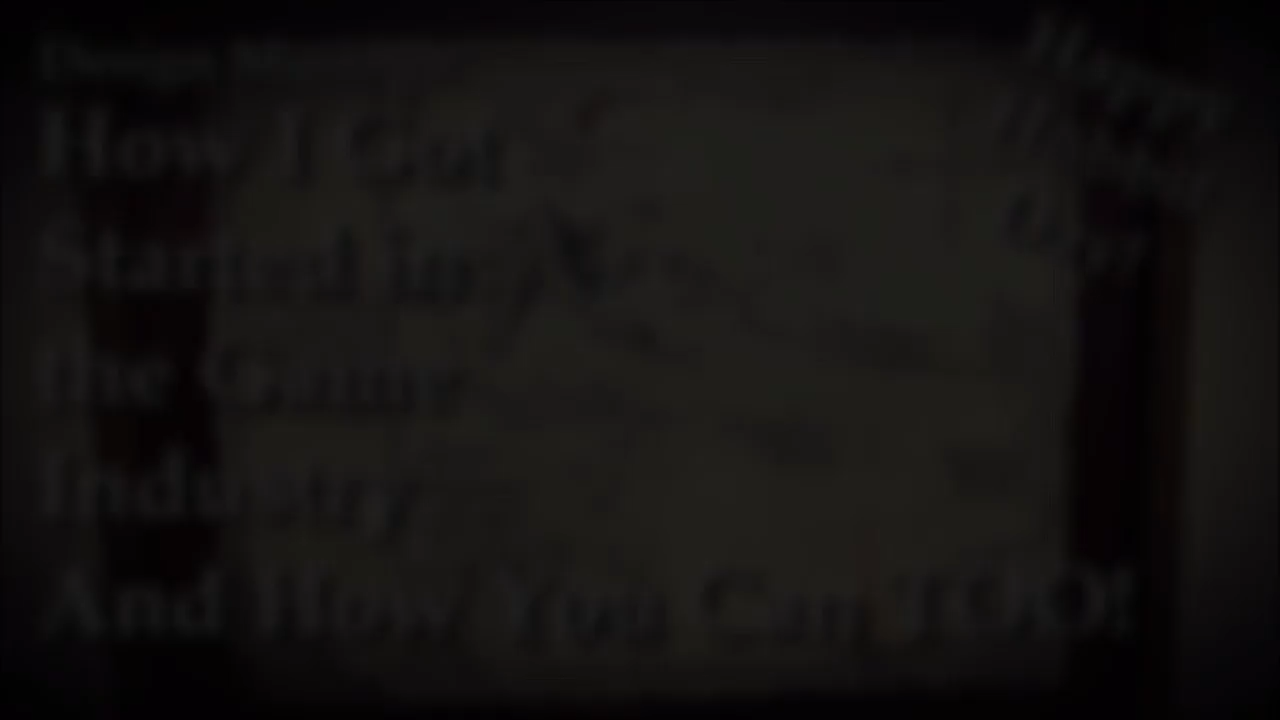 How I Got
Started in
the Game
Industry
And How You Can TOO!